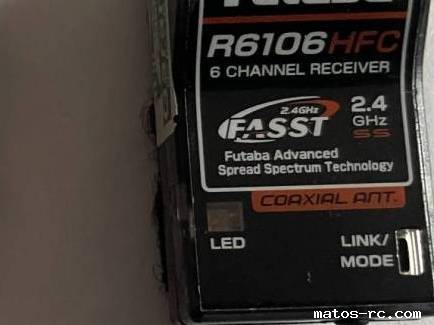 Futaba
R6106HFC
6 CHANNEL RECEIVER
2.4GHz
FASST
2.4
GHz
SS
Futaba Advanced
Spread Spectrum Technology
COAXIAL ANT.
LED
LINK/
MODE
matos-rc.com